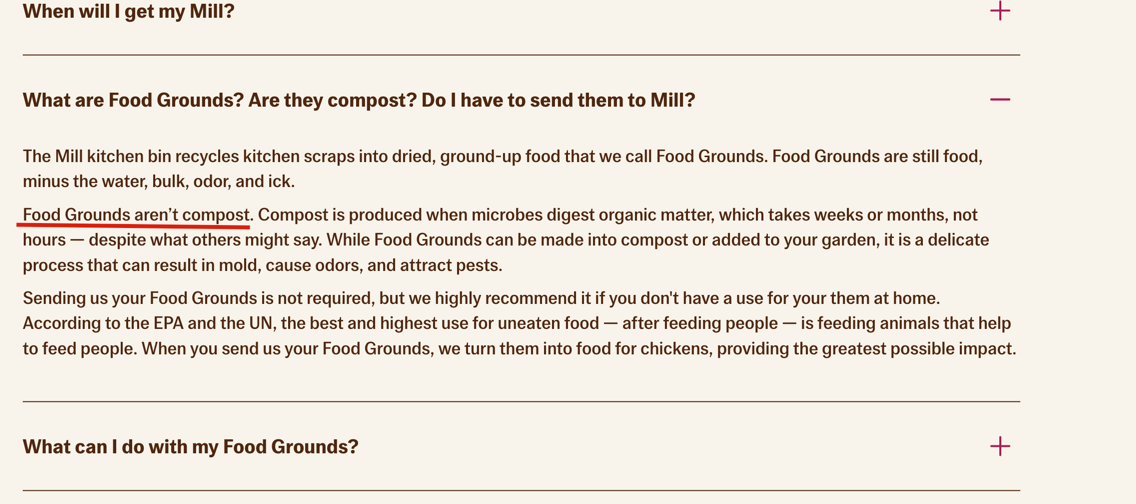 When will I get my Mill?
What are Food Grounds? Are they compost? Do I have to send them to Mill?
The Mill kitchen bin recycles kitchen scraps into dried, ground-up food that we call Food Grounds. Food Grounds are still food,
minus the water, bulk, odor, and ick.
Food Grounds aren’t compost. Compost is produced when microbes digest organic matter, which takes weeks or months, not
hours — despite what others might say. While Food Grounds can be made into compost or added to your garden, it is a delicate
process that can result in mold, cause odors, and attract pests.
Sending us your Food Grounds is not required, but we highly recommend it if you don't have a use for your them at home.
According to the EPA and the UN, the best and highest use for uneaten food — after feeding people — is feeding animals that help
to feed people. When you send us your Food Grounds, we turn them into food for chickens, providing the greatest possible impact.
What can I do with my Food Grounds?